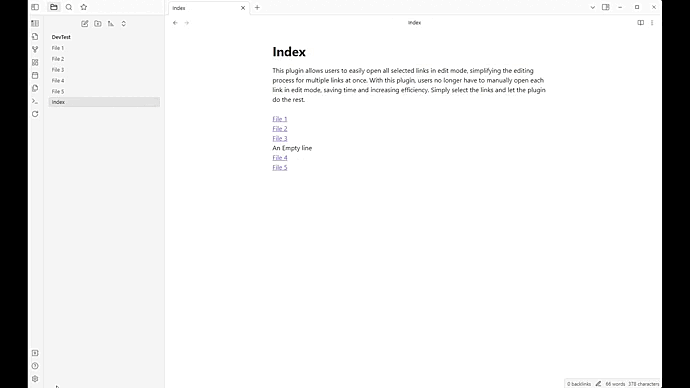 Index
Index
DevTest
File 1
File 2
File 3
File 4
File 5
Index
Index
This plugin allows users to easily open all selected links in edit mode, simplifying the editing
process for multiple links at once. With this plugin, users no longer have to manually open each
link in edit mode, saving time and increasing efficiency. Simply select the links and let the plugin
do the rest.
File 1
File 2
File 3
An Empty line
File 4
File 5
0 backlinks 66 words 378 characters